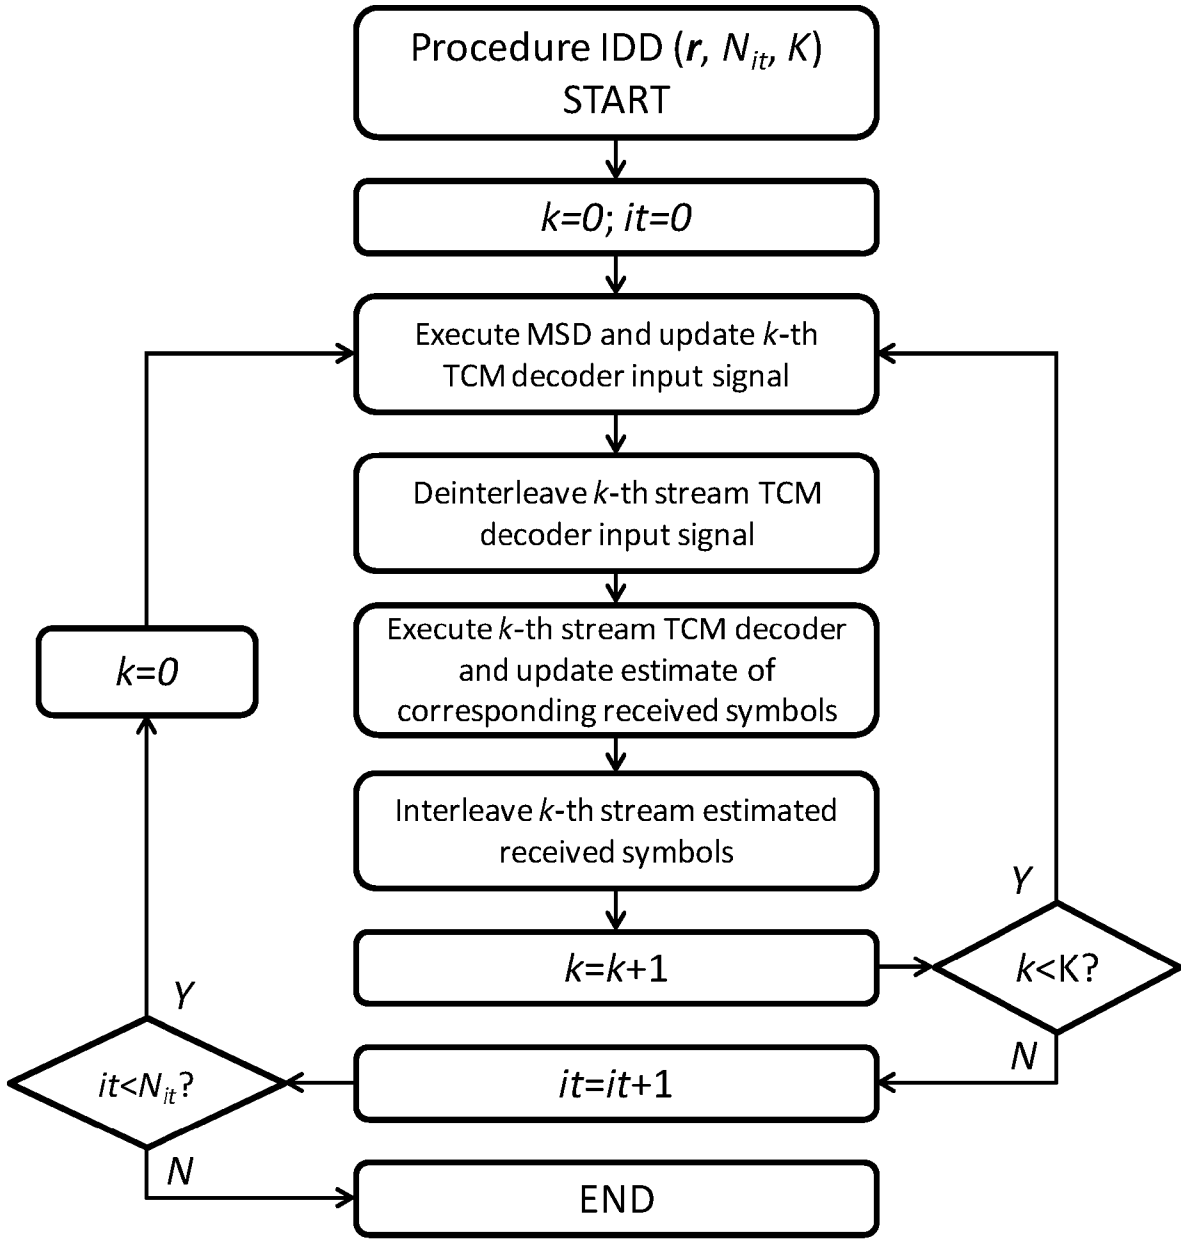 Procedure IDD (r, N_it, K)
START
k=0; it=0
Execute MSD and update k-th
TCM decoder input signal
Deinterleave k-th stream TCM
decoder input signal
Execute k-th stream TCM decoder
and update estimate of
corresponding received symbols
k=0
Interleave k-th stream estimated
received symbols
Y
k=k+1
k<K?
Y
N
it=it+1
it<N_it?
N
END